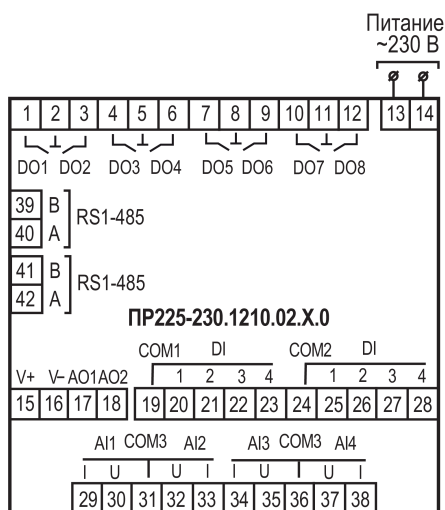 Питание
~230 В
1 2 3 4 5 6 7 8 9 10 11 12 13 14
DO1 DO2 DO3 DO4 DO5 DO6 DO7 DO8
39 B
RS1-485
40 A
41 B
RS1-485
42 A
ПР225-230.1210.02.X.0
COM1 DI COM2 DI
V+ V– AO1 AO2 1 2 3 4 1 2 3 4
15 16 17 18 19 20 21 22 23 24 25 26 27 28
AI1 COM3 AI2 AI3 COM3 AI4
I U U I I U U I
29 30 31 32 33 34 35 36 37 38